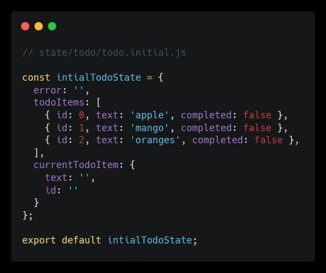 // state/todo/todo.initial.js
const intialTodoState = {
  error: '',
  todoItems: [
    { id: 0, text: 'apple', completed: false },
    { id: 1, text: 'mango', completed: false },
    { id: 2, text: 'oranges', completed: false },
  ],
  currentTodoItem: {
    text: '',
    id: ''
  }
};
export default intialTodoState;